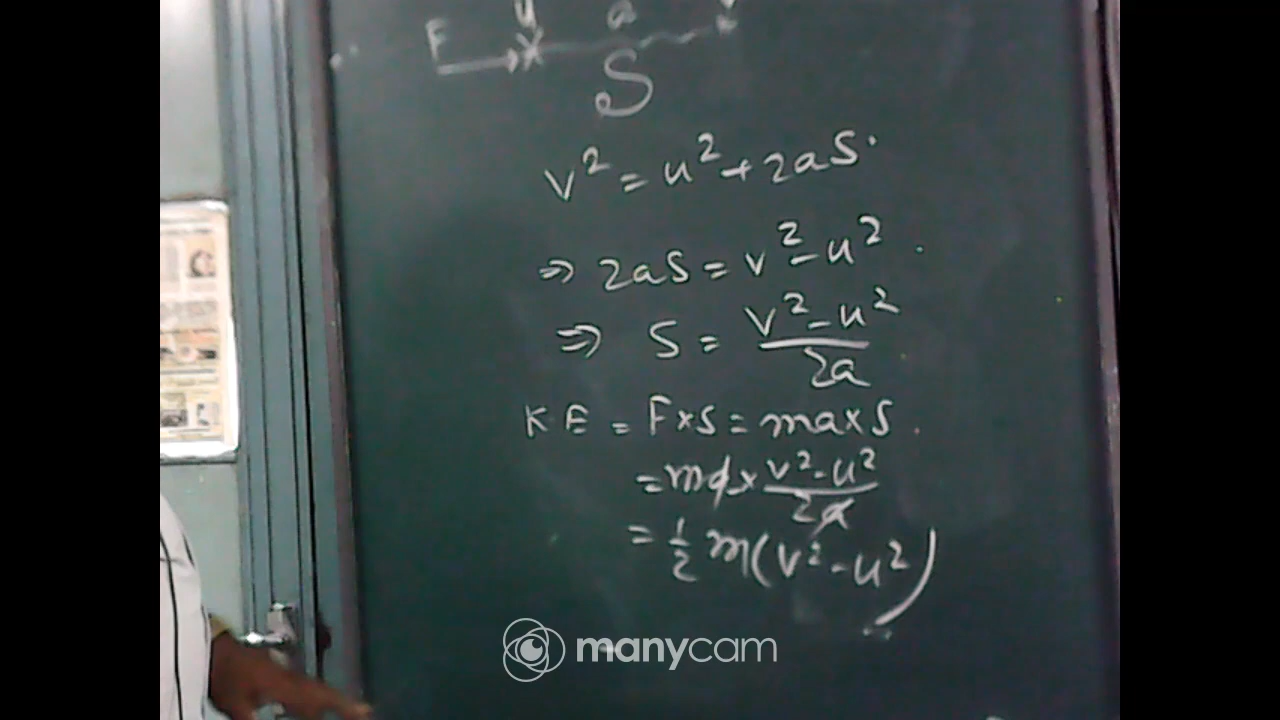 F u a
S
v² = u² + 2aS.
⇒ 2aS = v² - u².
⇒ S = (v² - u²)/2a
KE = F×S = ma×S.
= ma × (v² - u²)/2a
= 1/2 m(v² - u²)
manycam